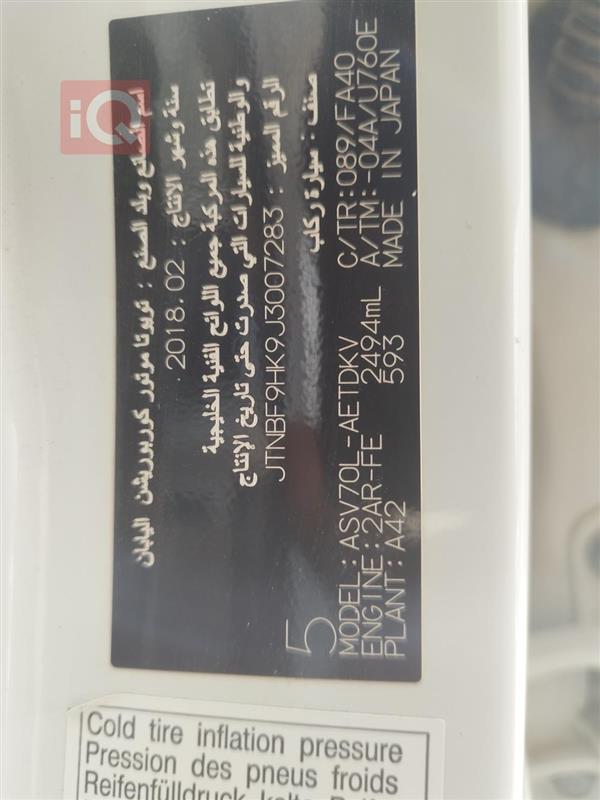 iQ
اسم الصانع وبلد الصنع : تويوتا موتور كوربوريشن اليابان
سنة وشهر الإنتاج : 2018.02
تطابق هذه المركبة جميع اللوائح الفنية الخليجية
والوطنية للسيارات التي صدرت حتى تاريخ الإنتاج
الرقم المميز : JTNBF9HK9J3007283
صنف : سيارة ركاب
5
MODEL:ASV70L-AETDKV C/TR:089/FA40
ENGINE:2AR-FE 2494mL A/TM:-04A/U760E
PLANT:A42 593 MADE IN JAPAN
Cold tire inflation pressure
Pression des pneus froids
Reifenfülldruck kalte